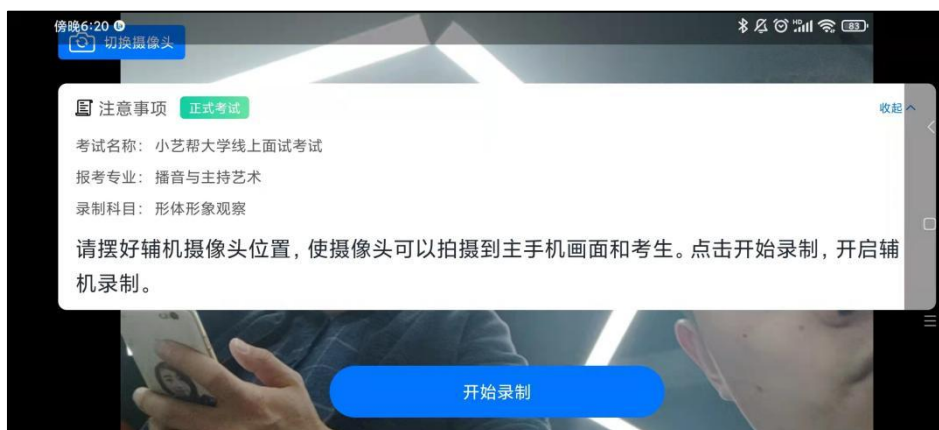 傍晚6:20
83
切换摄像头
注意事项 正式考试 收起
考试名称: 小艺帮大学线上面试考试
报考专业: 播音与主持艺术
录制科目: 形体形象观察
请摆好辅机摄像头位置, 使摄像头可以拍摄到主手机画面和考生。点击开始录制, 开启辅
机录制。
开始录制